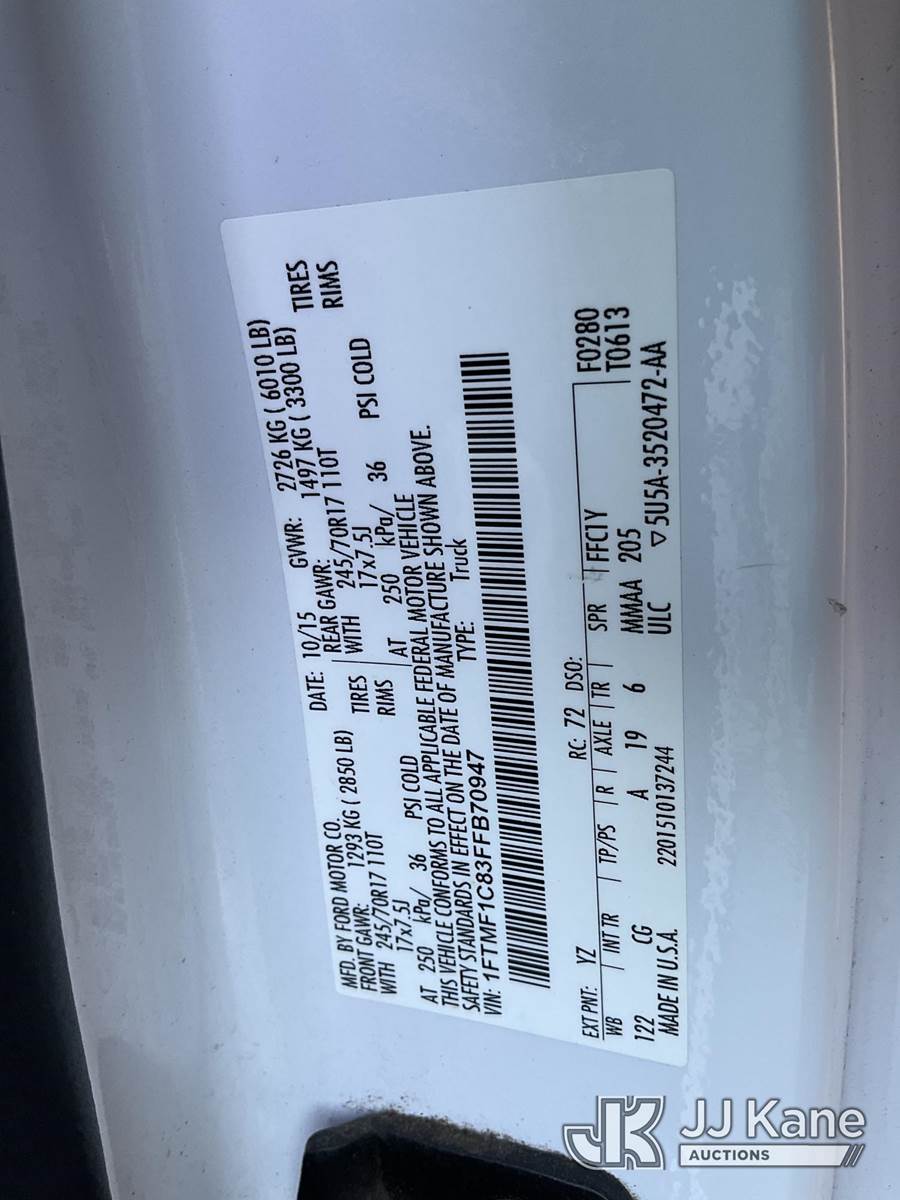 MFD. BY FORD MOTOR CO.
DATE: 10/15 GVWR: 2726 KG ( 6010 LB)
FRONT GAWR: 1293 KG ( 2850 LB)
REAR GAWR: 1497 KG ( 3300 LB)
WITH 245/70R17 110T TIRES
WITH 245/70R17 110T TIRES
17x7.5J RIMS
17x7.5J RIMS
AT 250 kPa/ 36 PSI COLD
AT 250 kPa/ 36 PSI COLD
THIS VEHICLE CONFORMS TO ALL APPLICABLE FEDERAL MOTOR VEHICLE
SAFETY STANDARDS IN EFFECT ON THE DATE OF MANUFACTURE SHOWN ABOVE.
VIN: 1FTMF1C83FFB70947 TYPE: Truck
EXT PNT: YZ RC: 72 DSO: F0280
WB INT TR TP/PS R AXLE TR SPR FFC1Y T0613
122 CG A 19 6 MMAA 205
MADE IN U.S.A. 2201510137244 ULC ▽5U5A-3520472-AA
JJ Kane
AUCTIONS